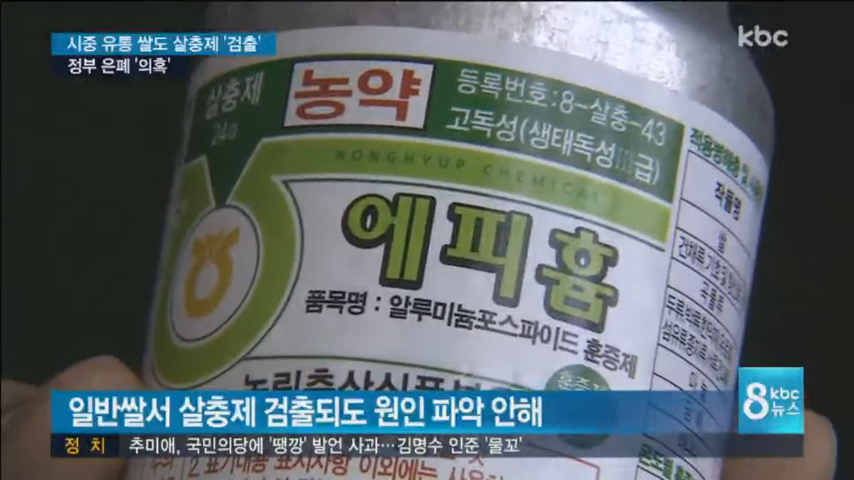 시중 유통 쌀도 살충제 '검출'
정부 은폐 '의혹'
kbc
살충제
24a
농약
등록번호:8-살충-43
고독성(생태독성III급)
NONGHYUP CHEMICAL
에피흄
품목명 : 알루미늄포스파이드 훈증제
작물명
일반쌀서 살충제 검출되도 원인 파악 안해
8 kbc
뉴스
정 치
추미애, 국민의당에 '땡깡' 발언 사과...김명수 인준 '물꼬'